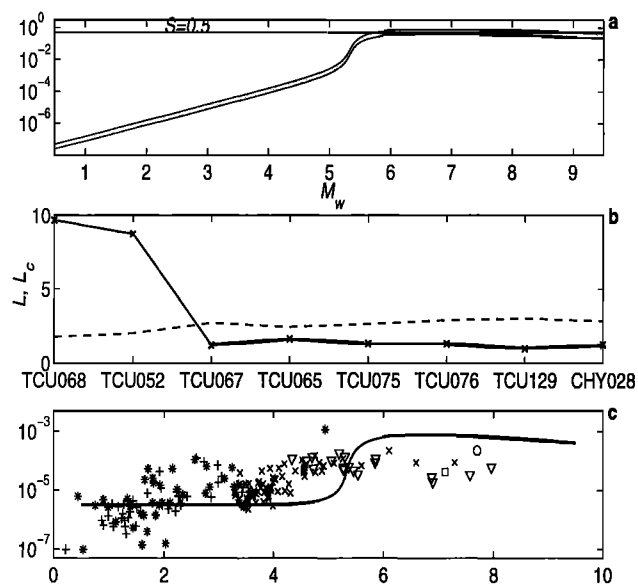 10^0
10^-2
10^-4
10^-6
S=0.5
a
1 2 3 4 5 6 7 8 9
M_w
10
5
0
L, L_c
b
TCU068 TCU052 TCU067 TCU065 TCU075 TCU076 TCU129 CHY028
10^-3
10^-5
10^-7
c
0 2 4 6 8 10